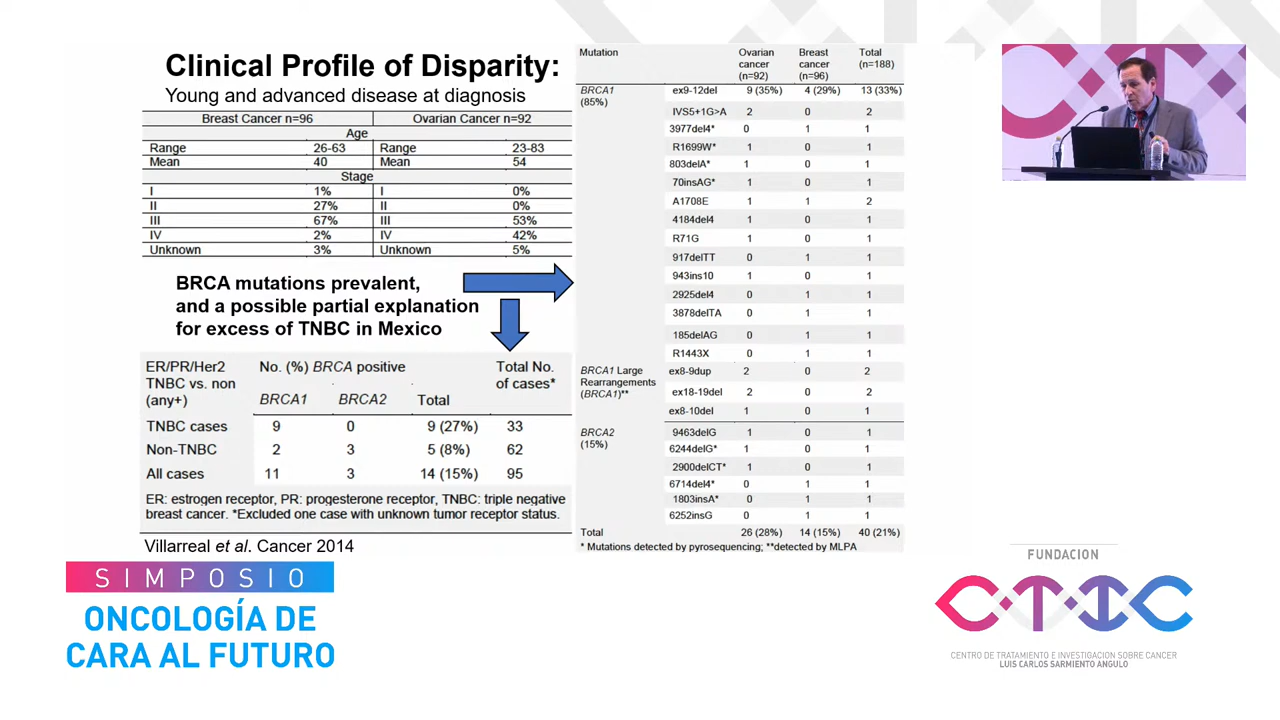 Clinical Profile of Disparity:
Young and advanced disease at diagnosis
Breast Cancer n=96 Ovarian Cancer n=92
Age
Range 26-63 Range 23-83
Mean 40 Mean 54
Stage
I 1% I 0%
II 27% II 0%
III 67% III 53%
IV 2% IV 42%
Unknown 3% Unknown 5%
BRCA mutations prevalent,
and a possible partial explanation
for excess of TNBC in Mexico
ER/PR/Her2 No. (%) BRCA positive Total No.
TNBC vs. non of cases*
(any+) BRCA1 BRCA2 Total
TNBC cases 9 0 9 (27%) 33
Non-TNBC 2 3 5 (8%) 62
All cases 11 3 14 (15%) 95
ER: estrogen receptor, PR: progesterone receptor, TNBC: triple negative
breast cancer. *Excluded one case with unknown tumor receptor status.
Villarreal et al. Cancer 2014
Mutation Ovarian Breast Total
cancer cancer (n=188)
(n=92) (n=96)
BRCA1 ex9-12del 9 (35%) 4 (29%) 13 (33%)
(85%)
IVS5+1G>A 2 0 2
3977del4* 0 1 1
R1699W* 1 0 1
803delA* 1 0 1
70insAG* 1 0 1
A1708E 1 1 2
4184del4 1 0 1
R71G 1 0 1
917delTT 0 1 1
943ins10 1 0 1
2925del4 0 1 1
3878delTA 0 1 1
185delAG 0 1 1
R1443X 0 1 1
BRCA1 Large ex8-9dup 2 0 2
Rearrangements
(BRCA1)** ex18-19del 2 0 2
ex8-10del 1 0 1
BRCA2 9463delG 1 0 1
(15%)
6244delG* 1 0 1
2900delCT* 1 0 1
6714del4* 0 1 1
1803insA* 0 1 1
6252insG 0 1 1
Total 26 (28%) 14 (15%) 40 (21%)
* Mutations detected by pyrosequencing; **detected by MLPA
SIMPOSIO
ONCOLOGÍA DE
CARA AL FUTURO
FUNDACION
CTIC
CENTRO DE TRATAMIENTO E INVESTIGACION SOBRE CANCER
LUIS CARLOS SARMIENTO ANGULO